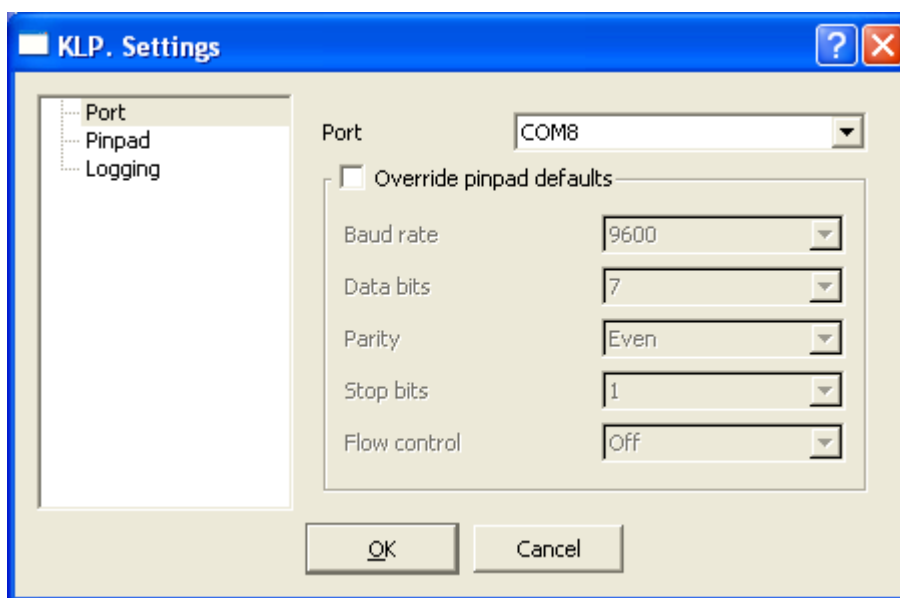 KLP. Settings
Port
Pinpad
Logging
Port COM8
Override pinpad defaults
Baud rate 9600
Data bits 7
Parity Even
Stop bits 1
Flow control Off
OK Cancel